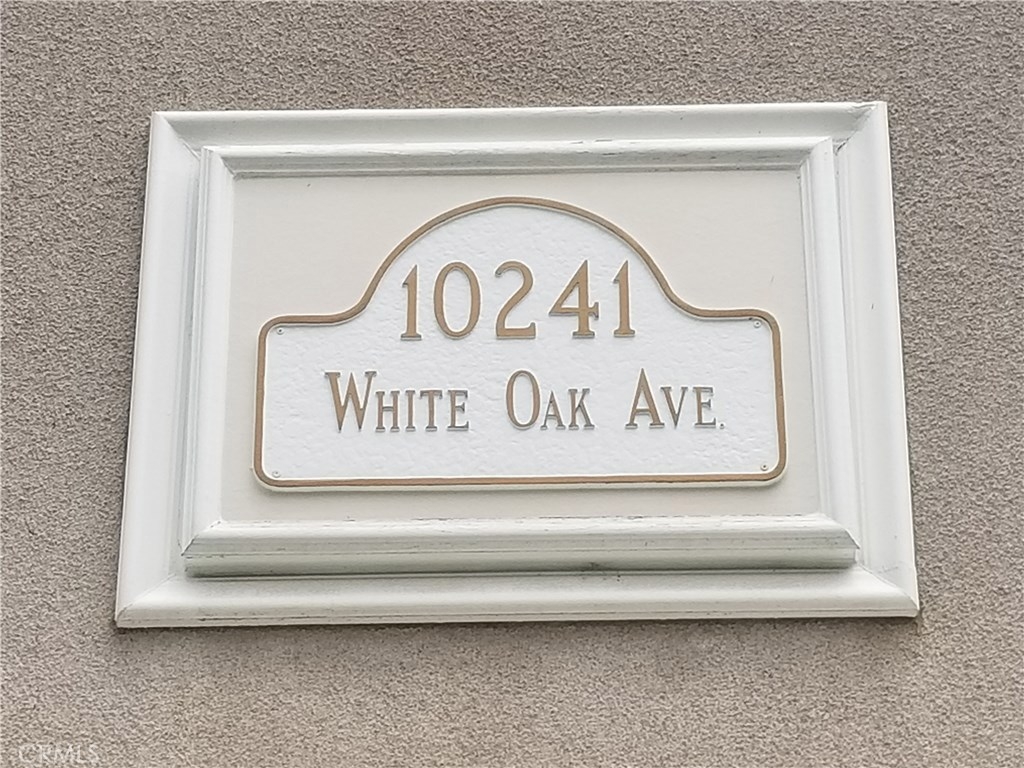 10241
WHITE OAK AVE.
CRMLS